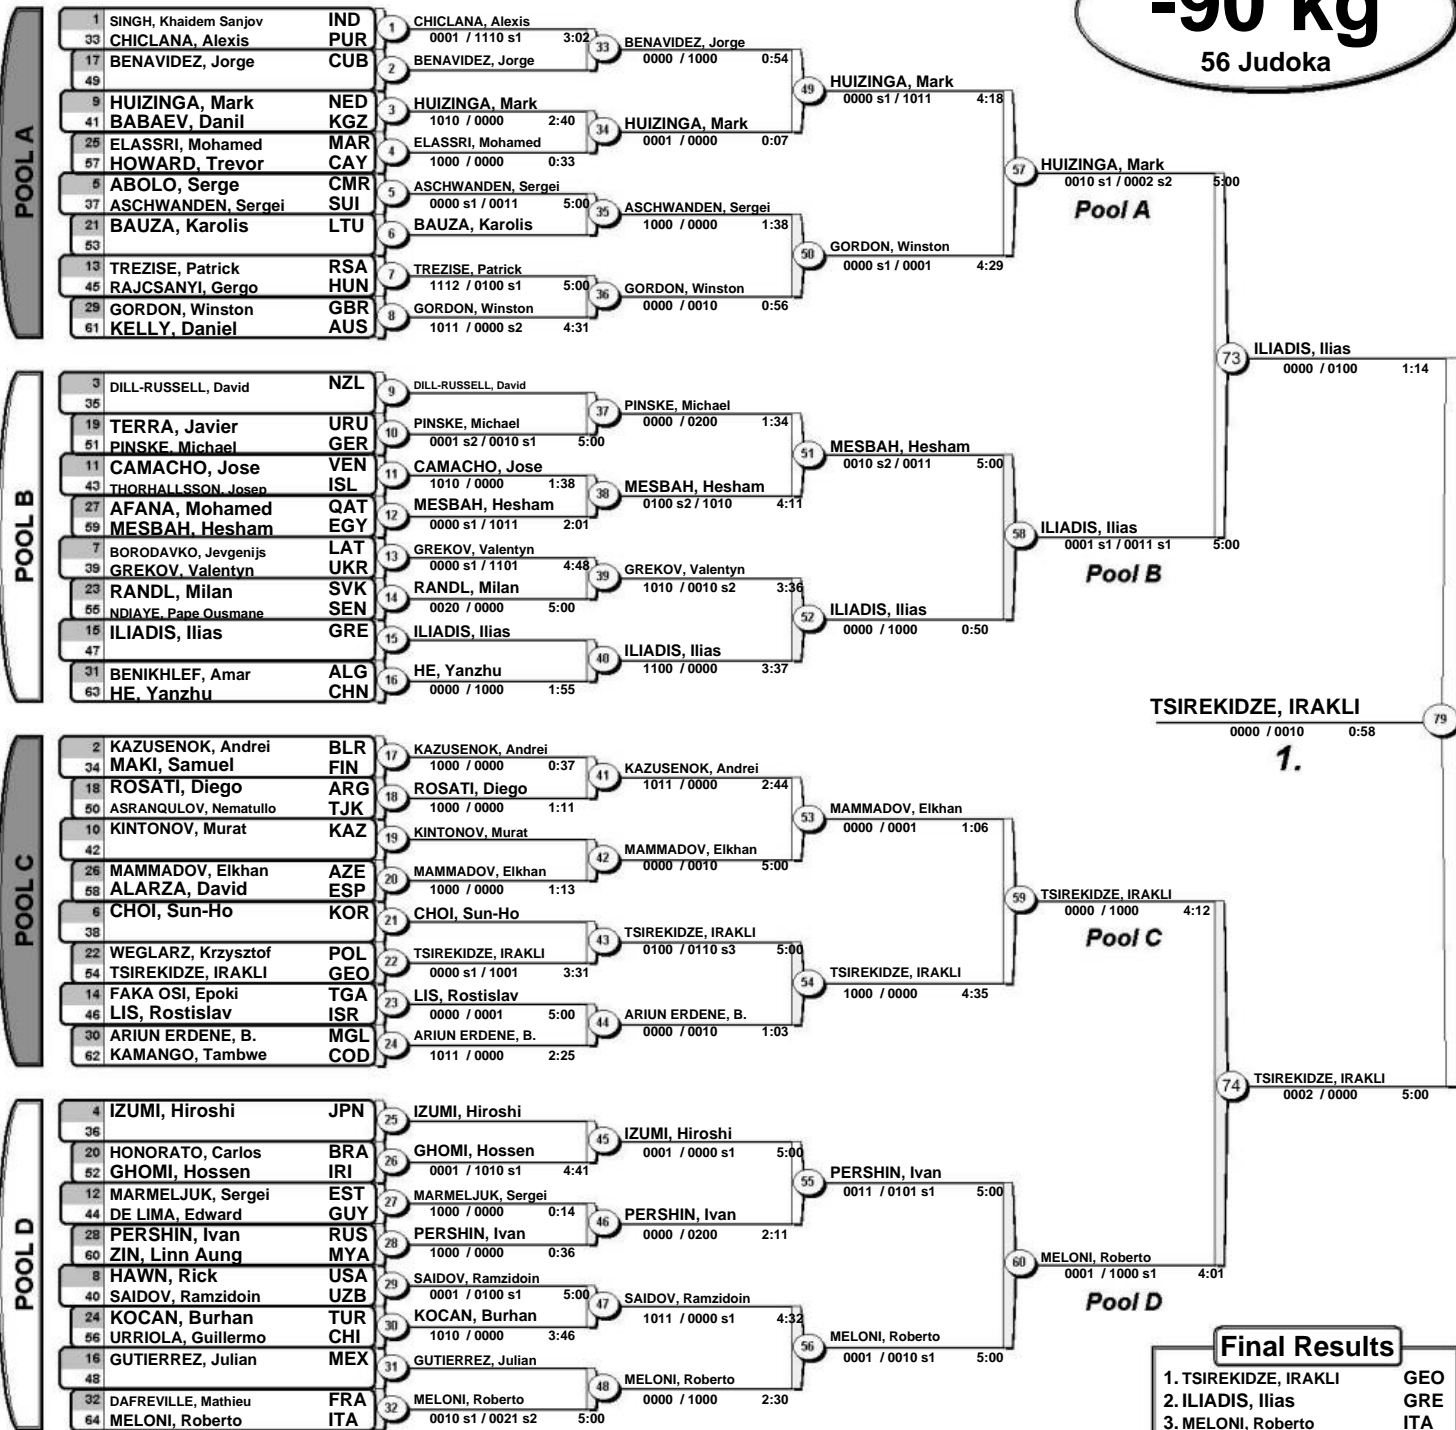 -90 kg
56 Judoka
POOL A
1 SINGH, Khaidem Sanjov IND
33 CHICLANA, Alexis PUR
17 BENAVIDEZ, Jorge CUB
49
9 HUIZINGA, Mark NED
41 BABAEV, Danil KGZ
25 ELASSRI, Mohamed MAR
57 HOWARD, Trevor CAY
5 ABOLO, Serge CMR
37 ASCHWANDEN, Sergei SUI
21 BAUZA, Karolis LTU
53
13 TREZISE, Patrick RSA
45 RAJCSANYI, Gergo HUN
29 GORDON, Winston GBR
61 KELLY, Daniel AUS
1 CHICLANA, Alexis
0001 / 1110 s1 3:02
2 BENAVIDEZ, Jorge
3 HUIZINGA, Mark
1010 / 0000 2:40
4 ELASSRI, Mohamed
1000 / 0000 0:33
5 ASCHWANDEN, Sergei
0000 s1 / 0011 5:00
6 BAUZA, Karolis
7 TREZISE, Patrick
1112 / 0100 s1 5:00
8 GORDON, Winston
1011 / 0000 s2 4:31
33 BENAVIDEZ, Jorge
0000 / 1000 0:54
34 HUIZINGA, Mark
0001 / 0000 0:07
35 ASCHWANDEN, Sergei
1000 / 0000 1:38
36 GORDON, Winston
0000 / 0010 0:56
49 HUIZINGA, Mark
0000 s1 / 1011 4:18
50 GORDON, Winston
0000 s1 / 0001 4:29
57 HUIZINGA, Mark
0010 s1 / 0002 s2 5:00
Pool A
POOL B
3 DILL-RUSSELL, David NZL
35
19 TERRA, Javier URU
51 PINSKE, Michael GER
11 CAMACHO, Jose VEN
43 THORHALLSSON, Josep ISL
27 AFANA, Mohamed QAT
59 MESBAH, Hesham EGY
7 BORODAVKO, Jevgenijs LAT
39 GREKOV, Valentyn UKR
23 RANDL, Milan SVK
55 NDIAYE, Pape Ousmane SEN
15 ILIADIS, Ilias GRE
47
31 BENIKHLEF, Amar ALG
63 HE, Yanzhu CHN
9 DILL-RUSSELL, David
10 PINSKE, Michael
0001 s2 / 0010 s1 5:00
11 CAMACHO, Jose
1010 / 0000 1:38
12 MESBAH, Hesham
0000 s1 / 1011 2:01
13 GREKOV, Valentyn
0000 s1 / 1101 4:48
14 RANDL, Milan
0020 / 0000 5:00
15 ILIADIS, Ilias
16 HE, Yanzhu
0000 / 1000 1:55
37 PINSKE, Michael
0000 / 0200 1:34
38 MESBAH, Hesham
0100 s2 / 1010 4:11
39 GREKOV, Valentyn
1010 / 0010 s2 3:36
40 ILIADIS, Ilias
1100 / 0000 3:37
51 MESBAH, Hesham
0010 s2 / 0011 5:00
52 ILIADIS, Ilias
0000 / 1000 0:50
58 ILIADIS, Ilias
0001 s1 / 0011 s1 5:00
Pool B
73 ILIADIS, Ilias
0000 / 0100 1:14
TSIREKIDZE, IRAKLI 79
0000 / 0010 0:58
1.
POOL C
2 KAZUSENOK, Andrei BLR
34 MAKI, Samuel FIN
18 ROSATI, Diego ARG
50 ASRANQULOV, Nematullo TJK
10 KINTONOV, Murat KAZ
42
26 MAMMADOV, Elkhan AZE
58 ALARZA, David ESP
6 CHOI, Sun-Ho KOR
38
22 WEGLARZ, Krzysztof POL
54 TSIREKIDZE, IRAKLI GEO
14 FAKA OSI, Epoki TGA
46 LIS, Rostislav ISR
30 ARIUN ERDENE, B. MGL
62 KAMANGO, Tambwe COD
17 KAZUSENOK, Andrei
1000 / 0000 0:37
18 ROSATI, Diego
1000 / 0000 1:11
19 KINTONOV, Murat
20 MAMMADOV, Elkhan
1000 / 0000 1:13
21 CHOI, Sun-Ho
22 TSIREKIDZE, IRAKLI
0000 s1 / 1001 3:31
23 LIS, Rostislav
0000 / 0001 5:00
24 ARIUN ERDENE, B.
1011 / 0000 2:25
41 KAZUSENOK, Andrei
1011 / 0000 2:44
42 MAMMADOV, Elkhan
0000 / 0010 5:00
43 TSIREKIDZE, IRAKLI
0100 / 0110 s3 5:00
44 ARIUN ERDENE, B.
0000 / 0010 1:03
53 MAMMADOV, Elkhan
0000 / 0001 1:06
54 TSIREKIDZE, IRAKLI
1000 / 0000 4:35
59 TSIREKIDZE, IRAKLI
0000 / 1000 4:12
Pool C
74 TSIREKIDZE, IRAKLI
0002 / 0000 5:00
POOL D
4 IZUMI, Hiroshi JPN
36
20 HONORATO, Carlos BRA
52 GHOMI, Hossen IRI
12 MARMELJUK, Sergei EST
44 DE LIMA, Edward GUY
28 PERSHIN, Ivan RUS
60 ZIN, Linn Aung MYA
8 HAWN, Rick USA
40 SAIDOV, Ramzidoin UZB
24 KOCAN, Burhan TUR
56 URRIOLA, Guillermo CHI
16 GUTIERREZ, Julian MEX
48
32 DAFREVILLE, Mathieu FRA
64 MELONI, Roberto ITA
25 IZUMI, Hiroshi
26 GHOMI, Hossen
0001 / 1010 s1 4:41
27 MARMELJUK, Sergei
1000 / 0000 0:14
28 PERSHIN, Ivan
1000 / 0000 0:36
29 SAIDOV, Ramzidoin
0001 / 0100 s1 5:00
30 KOCAN, Burhan
1010 / 0000 3:46
31 GUTIERREZ, Julian
32 MELONI, Roberto
0010 s1 / 0021 s2 5:00
45 IZUMI, Hiroshi
0001 / 0000 s1 5:00
46 PERSHIN, Ivan
0000 / 0200 2:11
47 SAIDOV, Ramzidoin
1011 / 0000 s1 4:32
48 MELONI, Roberto
0000 / 1000 2:30
55 PERSHIN, Ivan
0011 / 0101 s1 5:00
56 MELONI, Roberto
0001 / 0010 s1 5:00
60 MELONI, Roberto
0001 / 1000 s1 4:01
Pool D
Final Results
1. TSIREKIDZE, IRAKLI GEO
2. ILIADIS, Ilias GRE
3. MELONI, Roberto ITA